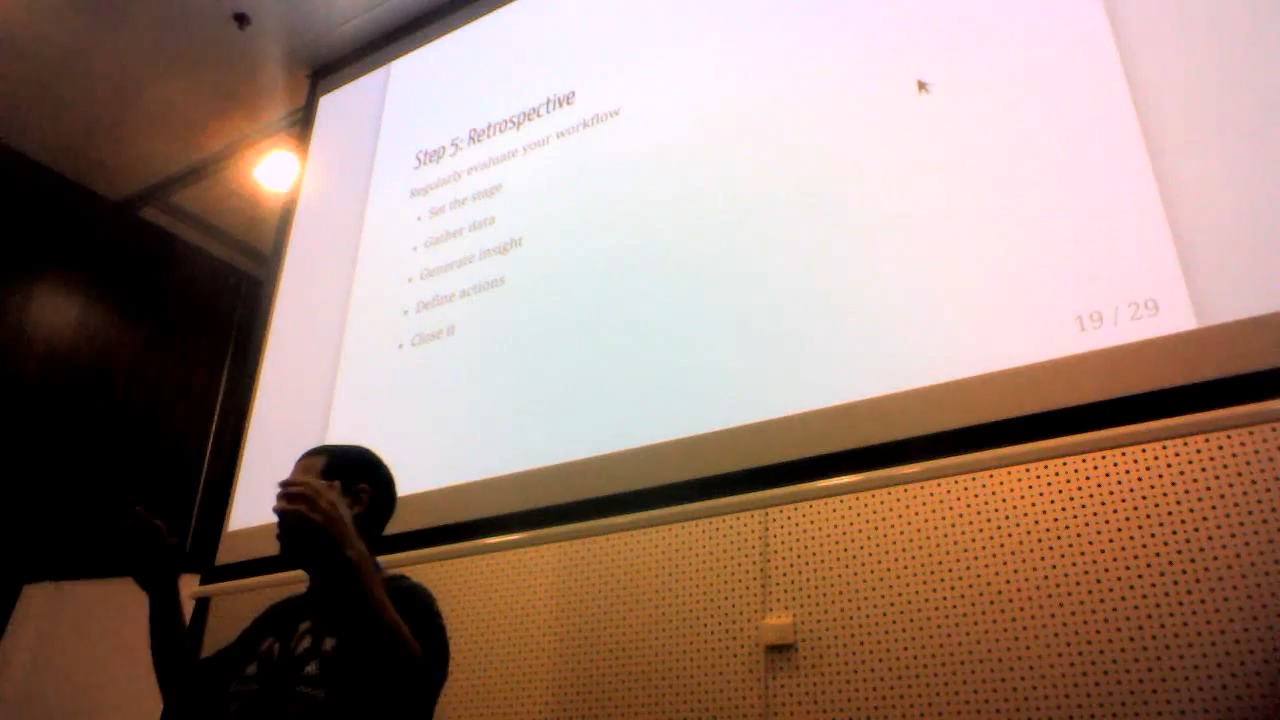 Step 5: Retrospective
Regularly evaluate your workflow
• Set the stage
• Gather data
• Generate insight
• Define actions
• Close it
19 / 29